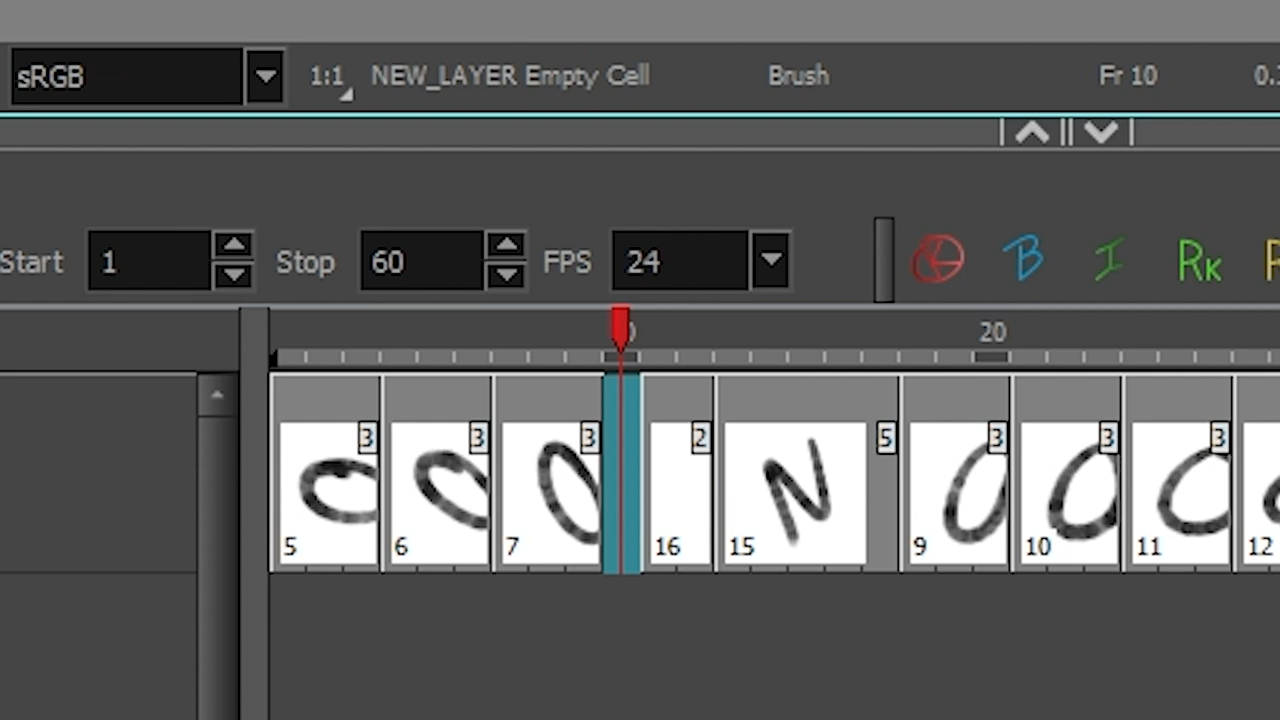 sRGB 1:1 NEW_LAYER Empty Cell Brush Fr 10
Start 1 Stop 60 FPS 24 B I RK
20
3 3 3 2 5 3 3 3
N
5 6 7 16 15 9 10 11 12